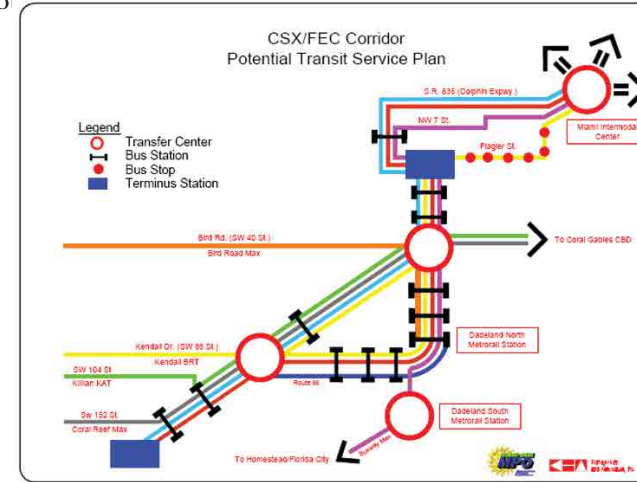 CSX/FEC Corridor
Potential Transit Service Plan
S.R. 836 (Dolphin Expwy.)
NW 7 St.
Miami Intermodal
Center
Flagler St.
Legend
Transfer Center
Bus Station
Bus Stop
Terminus Station
Bird Rd. (SW 40 St.)
Bird Road Max
To Coral Gables CBD
Kendall Dr. (SW 88 St.)
Kendall BRT
Dadeland North
Metrorail Station
SW 104 St
Killian KAT
Route 88
Sw 152 St.
Coral Reef Max
Dadeland South
Metrorail Station
Busway Max
To Homestead/Florida City
MPO